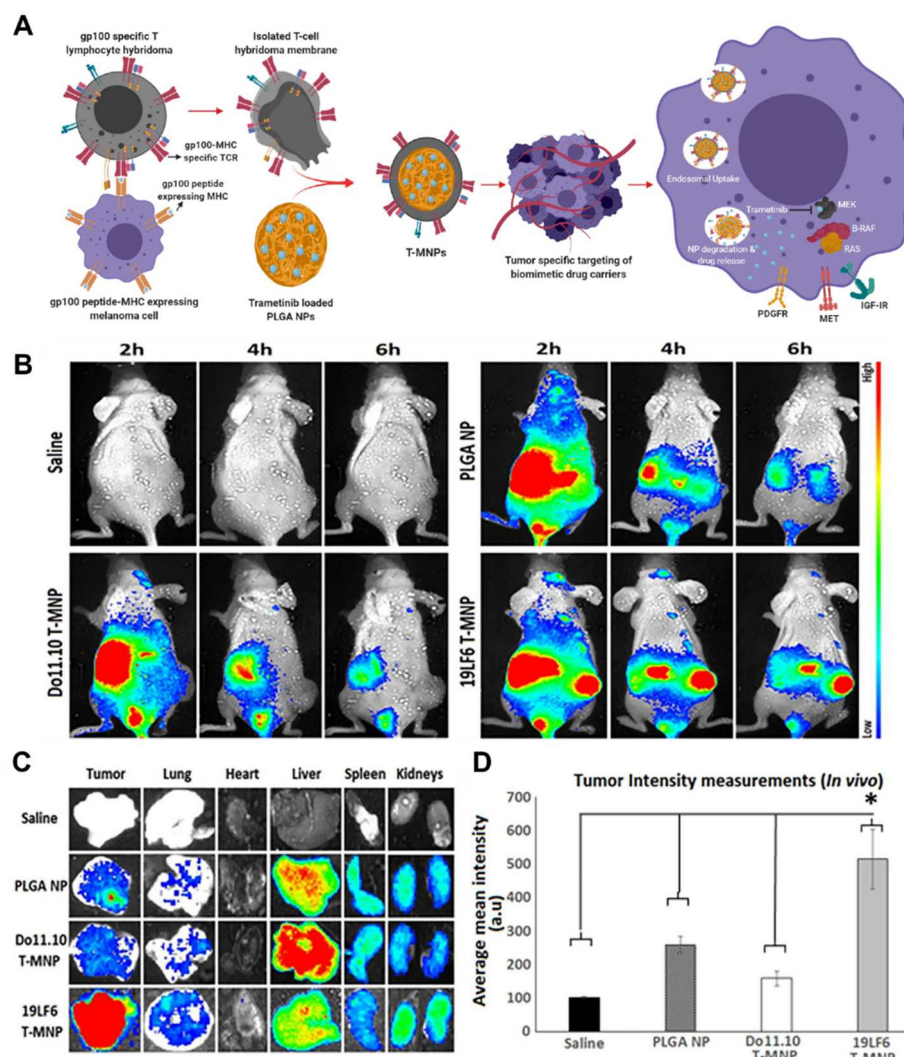 A
gp100 specific T
lymphocyte hybridoma
Isolated T-cell
hybridoma membrane
gp100-MHC
specific TCR
gp100 peptide
expressing MHC
gp100 peptide-MHC expressing
melanoma cell
Trametinib loaded
PLGA NPs
T-MNPs
Tumor specific targeting of
biomimetic drug carriers
Endosomal Uptake
Trametinib
MEK
B-RAF
RAS
NP degradation &
drug release
PDGFR
MET
IGF-IR
B
2h
4h
6h
2h
4h
6h
Saline
PLGA NP
Do11.10 T-MNP
19LF6 T-MNP
High
Low
C
Tumor
Lung
Heart
Liver
Spleen
Kidneys
Saline
PLGA NP
Do11.10
T-MNP
19LF6
T-MNP
D
Tumor Intensity measurements (In vivo)
*
Average mean intensity
(a.u)
700
600
500
400
300
200
100
0
Saline
PLGA NP
Do11.10
T-MNP
19LF6
T-MNP